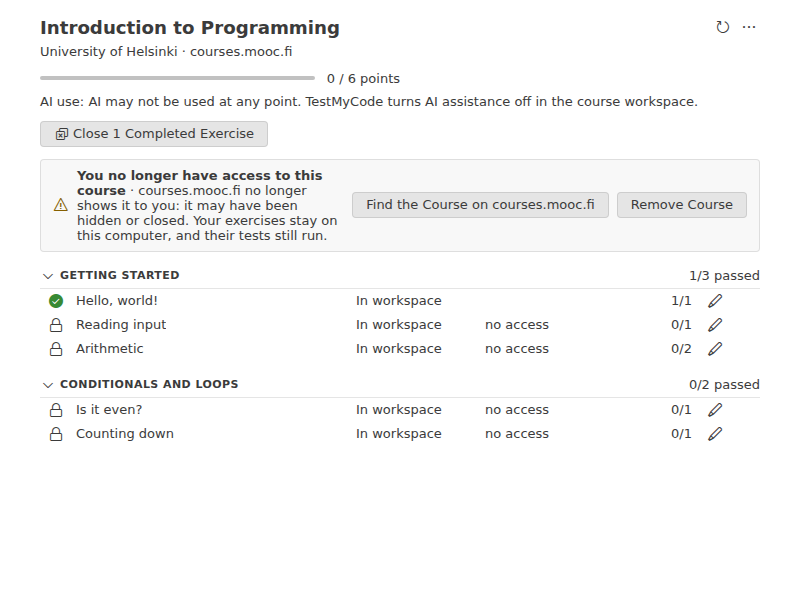 Introduction to Programming
University of Helsinki · courses.mooc.fi
0 / 6 points
AI use: AI may not be used at any point. TestMyCode turns AI assistance off in the course workspace.
Close 1 Completed Exercise
You no longer have access to this
course · courses.mooc.fi no longer
shows it to you: it may have been
hidden or closed. Your exercises stay on
this computer, and their tests still run.
Find the Course on courses.mooc.fi
Remove Course
GETTING STARTED 1/3 passed
Hello, world! In workspace 1/1
Reading input In workspace no access 0/1
Arithmetic In workspace no access 0/2
CONDITIONALS AND LOOPS 0/2 passed
Is it even? In workspace no access 0/1
Counting down In workspace no access 0/1